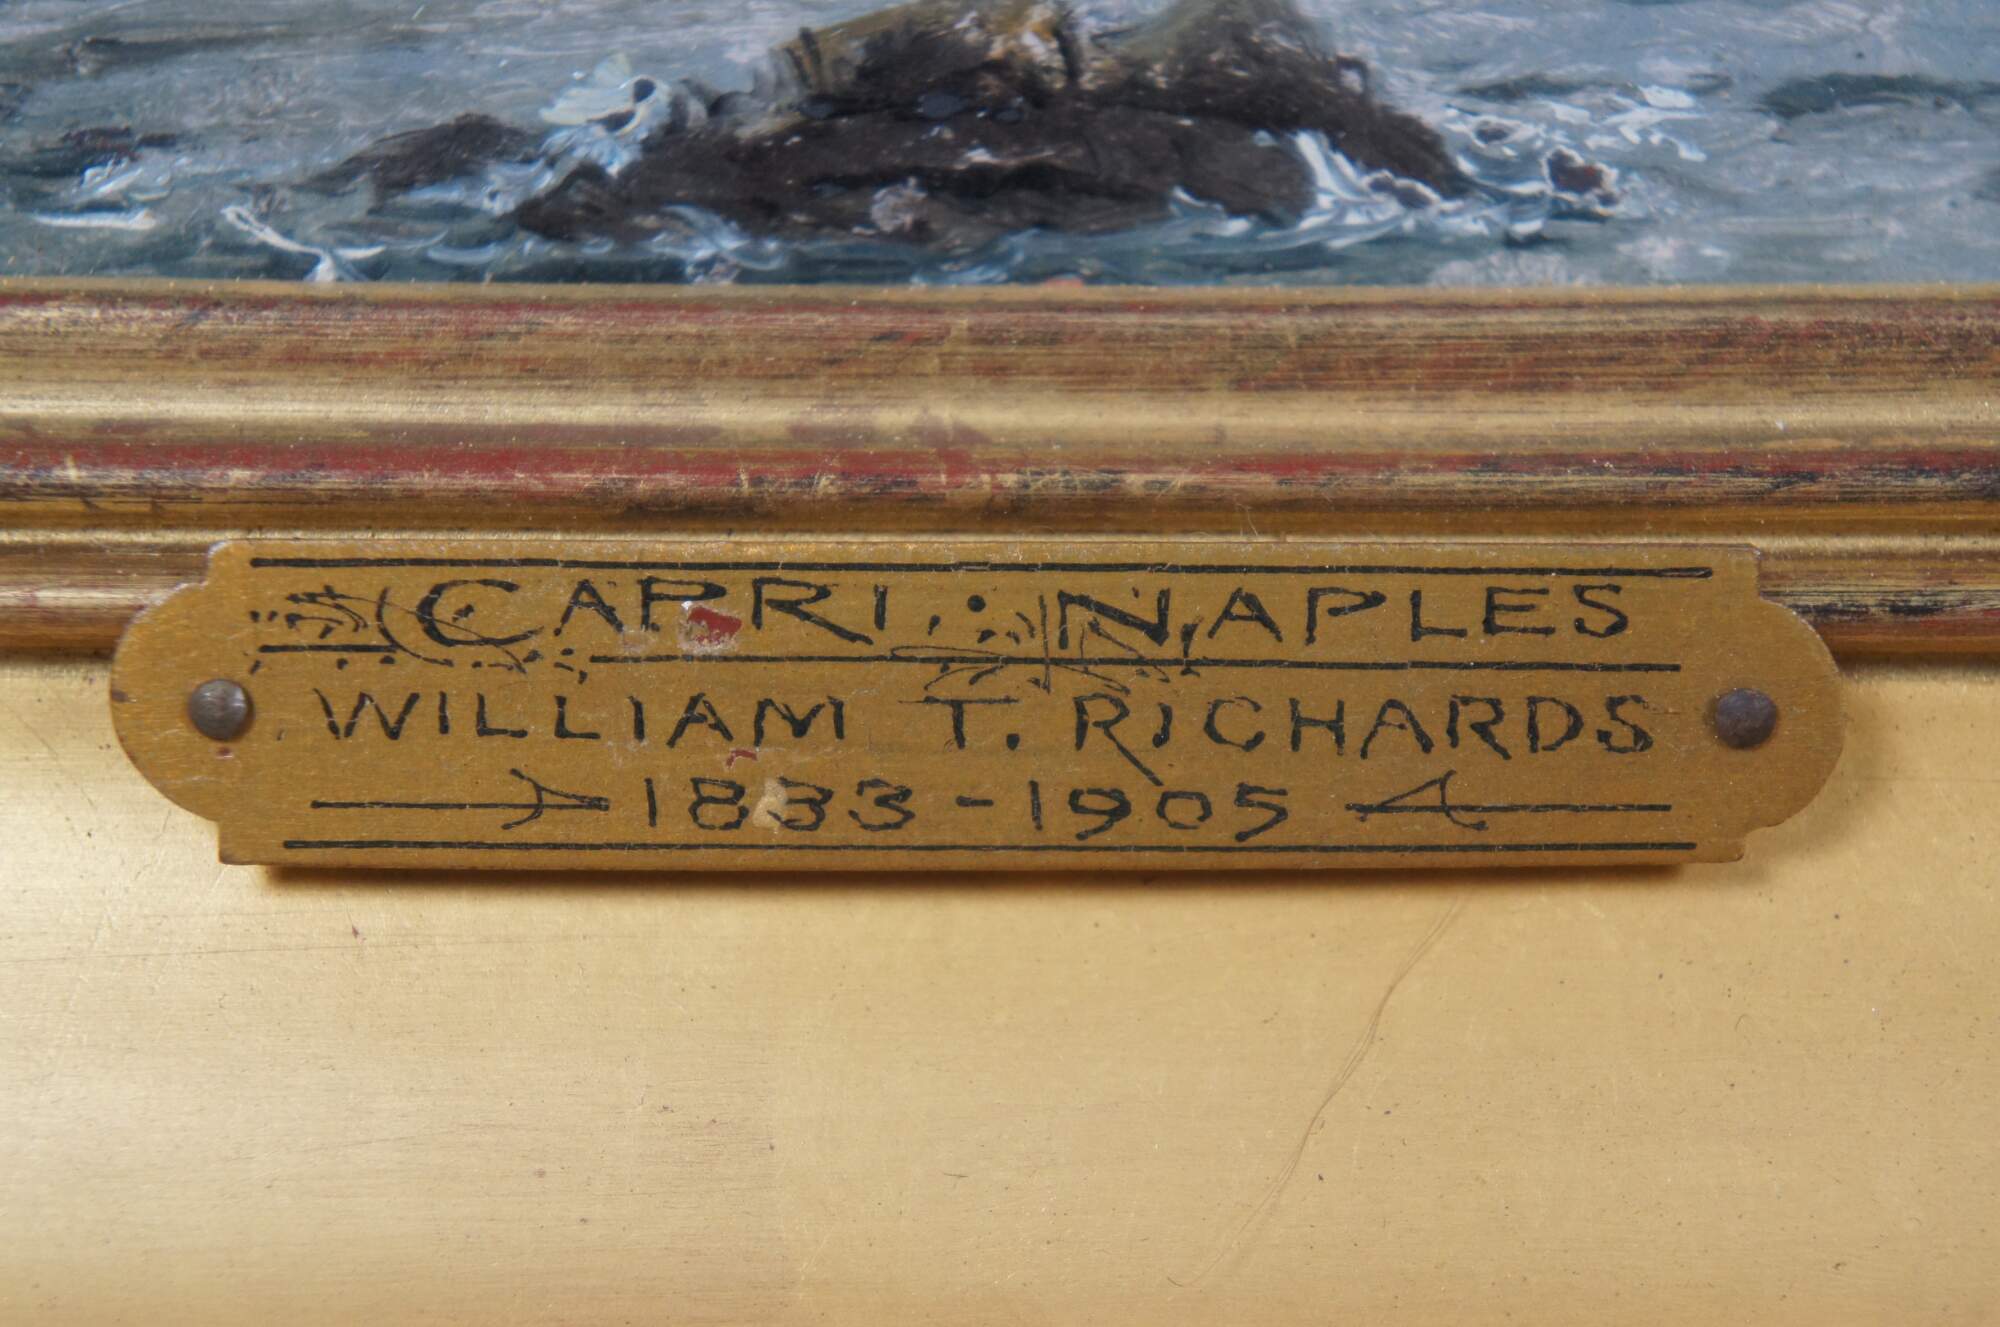 CAPRI, : NAPLES
WILLIAM T. RICHARDS
1833 - 1905